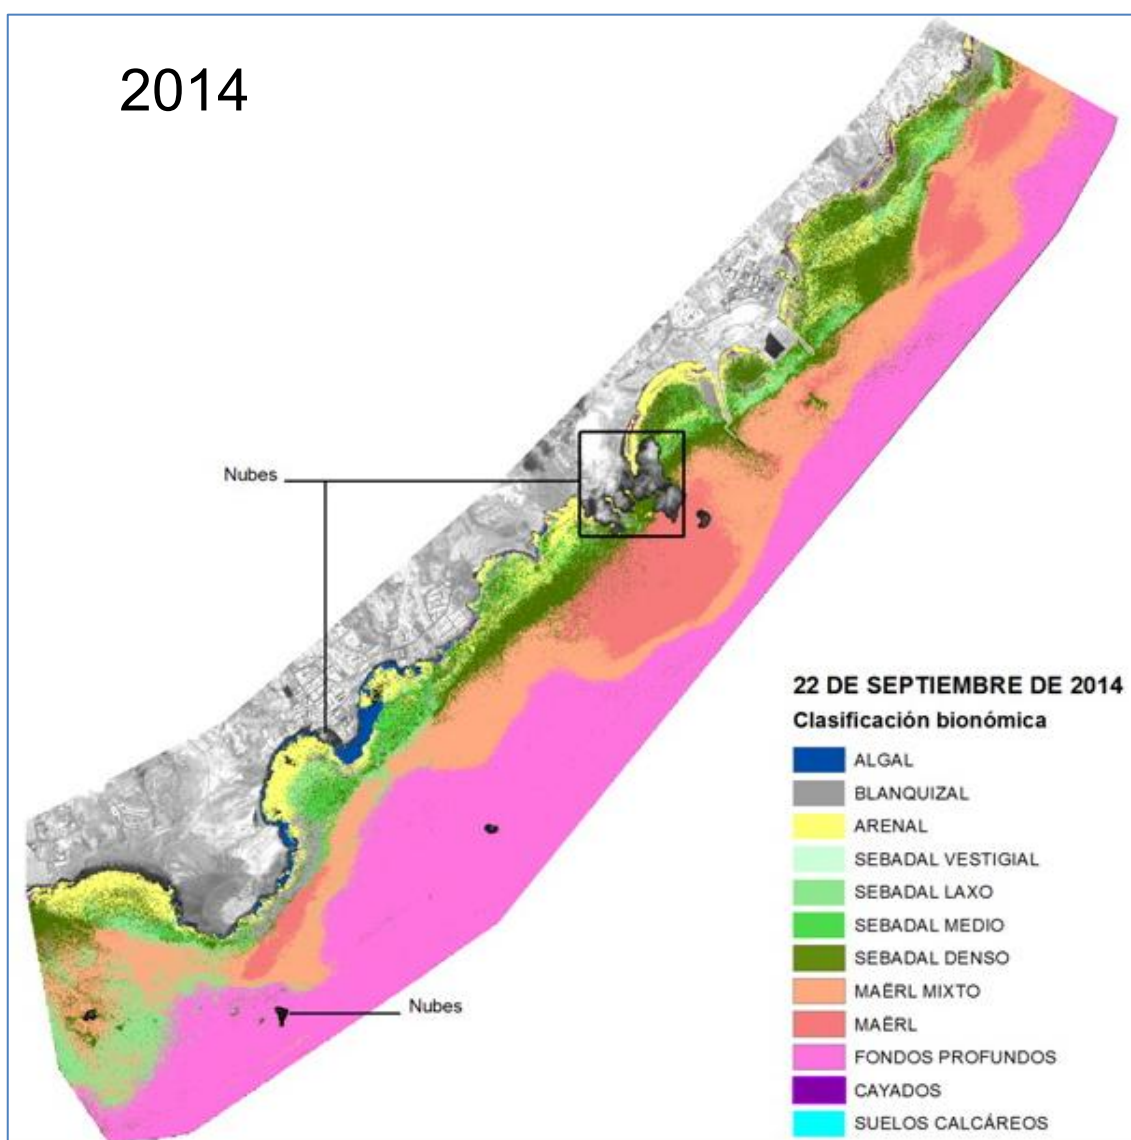 2014
Nubes
Nubes
22 DE SEPTIEMBRE DE 2014
Clasificación bionómica
ALGAL
BLANQUIZAL
ARENAL
SEBADAL VESTIGIAL
SEBADAL LAXO
SEBADAL MEDIO
SEBADAL DENSO
MAËRL MIXTO
MAËRL
FONDOS PROFUNDOS
CAYADOS
SUELOS CALCÁREOS